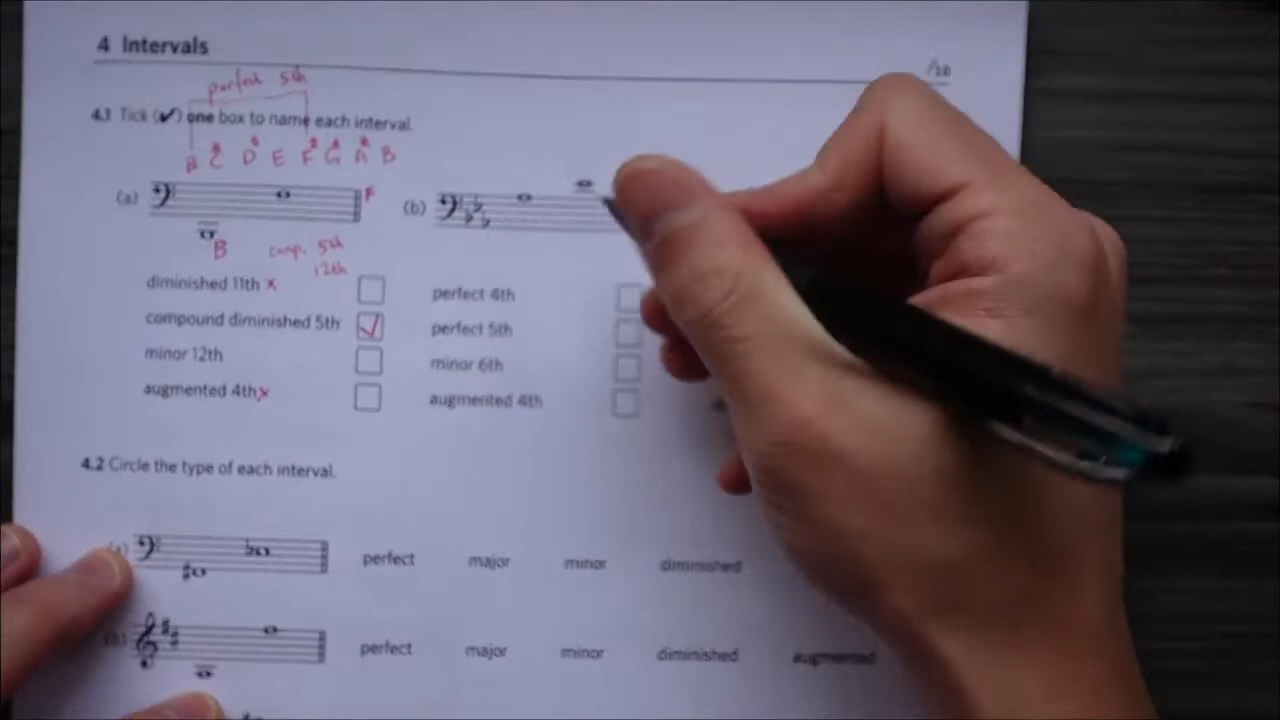 4 Intervals
/10
perfect 5th
4.1 Tick (✔) one box to name each interval.
B C# D# E F# G# A# B
(a)
F
(b)
B
comp. 5th
12th
diminished 11th x
perfect 4th
compound diminished 5th ✓
perfect 5th
minor 12th
minor 6th
augmented 4th x
augmented 4th
4.2 Circle the type of each interval.
perfect major minor diminished
perfect major minor diminished augmented